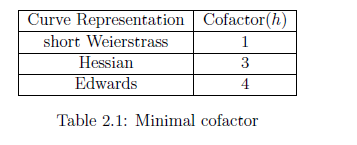 Curve Representation Cofactor(h)
short Weierstrass 1
Hessian 3
Edwards 4
Table 2.1: Minimal cofactor